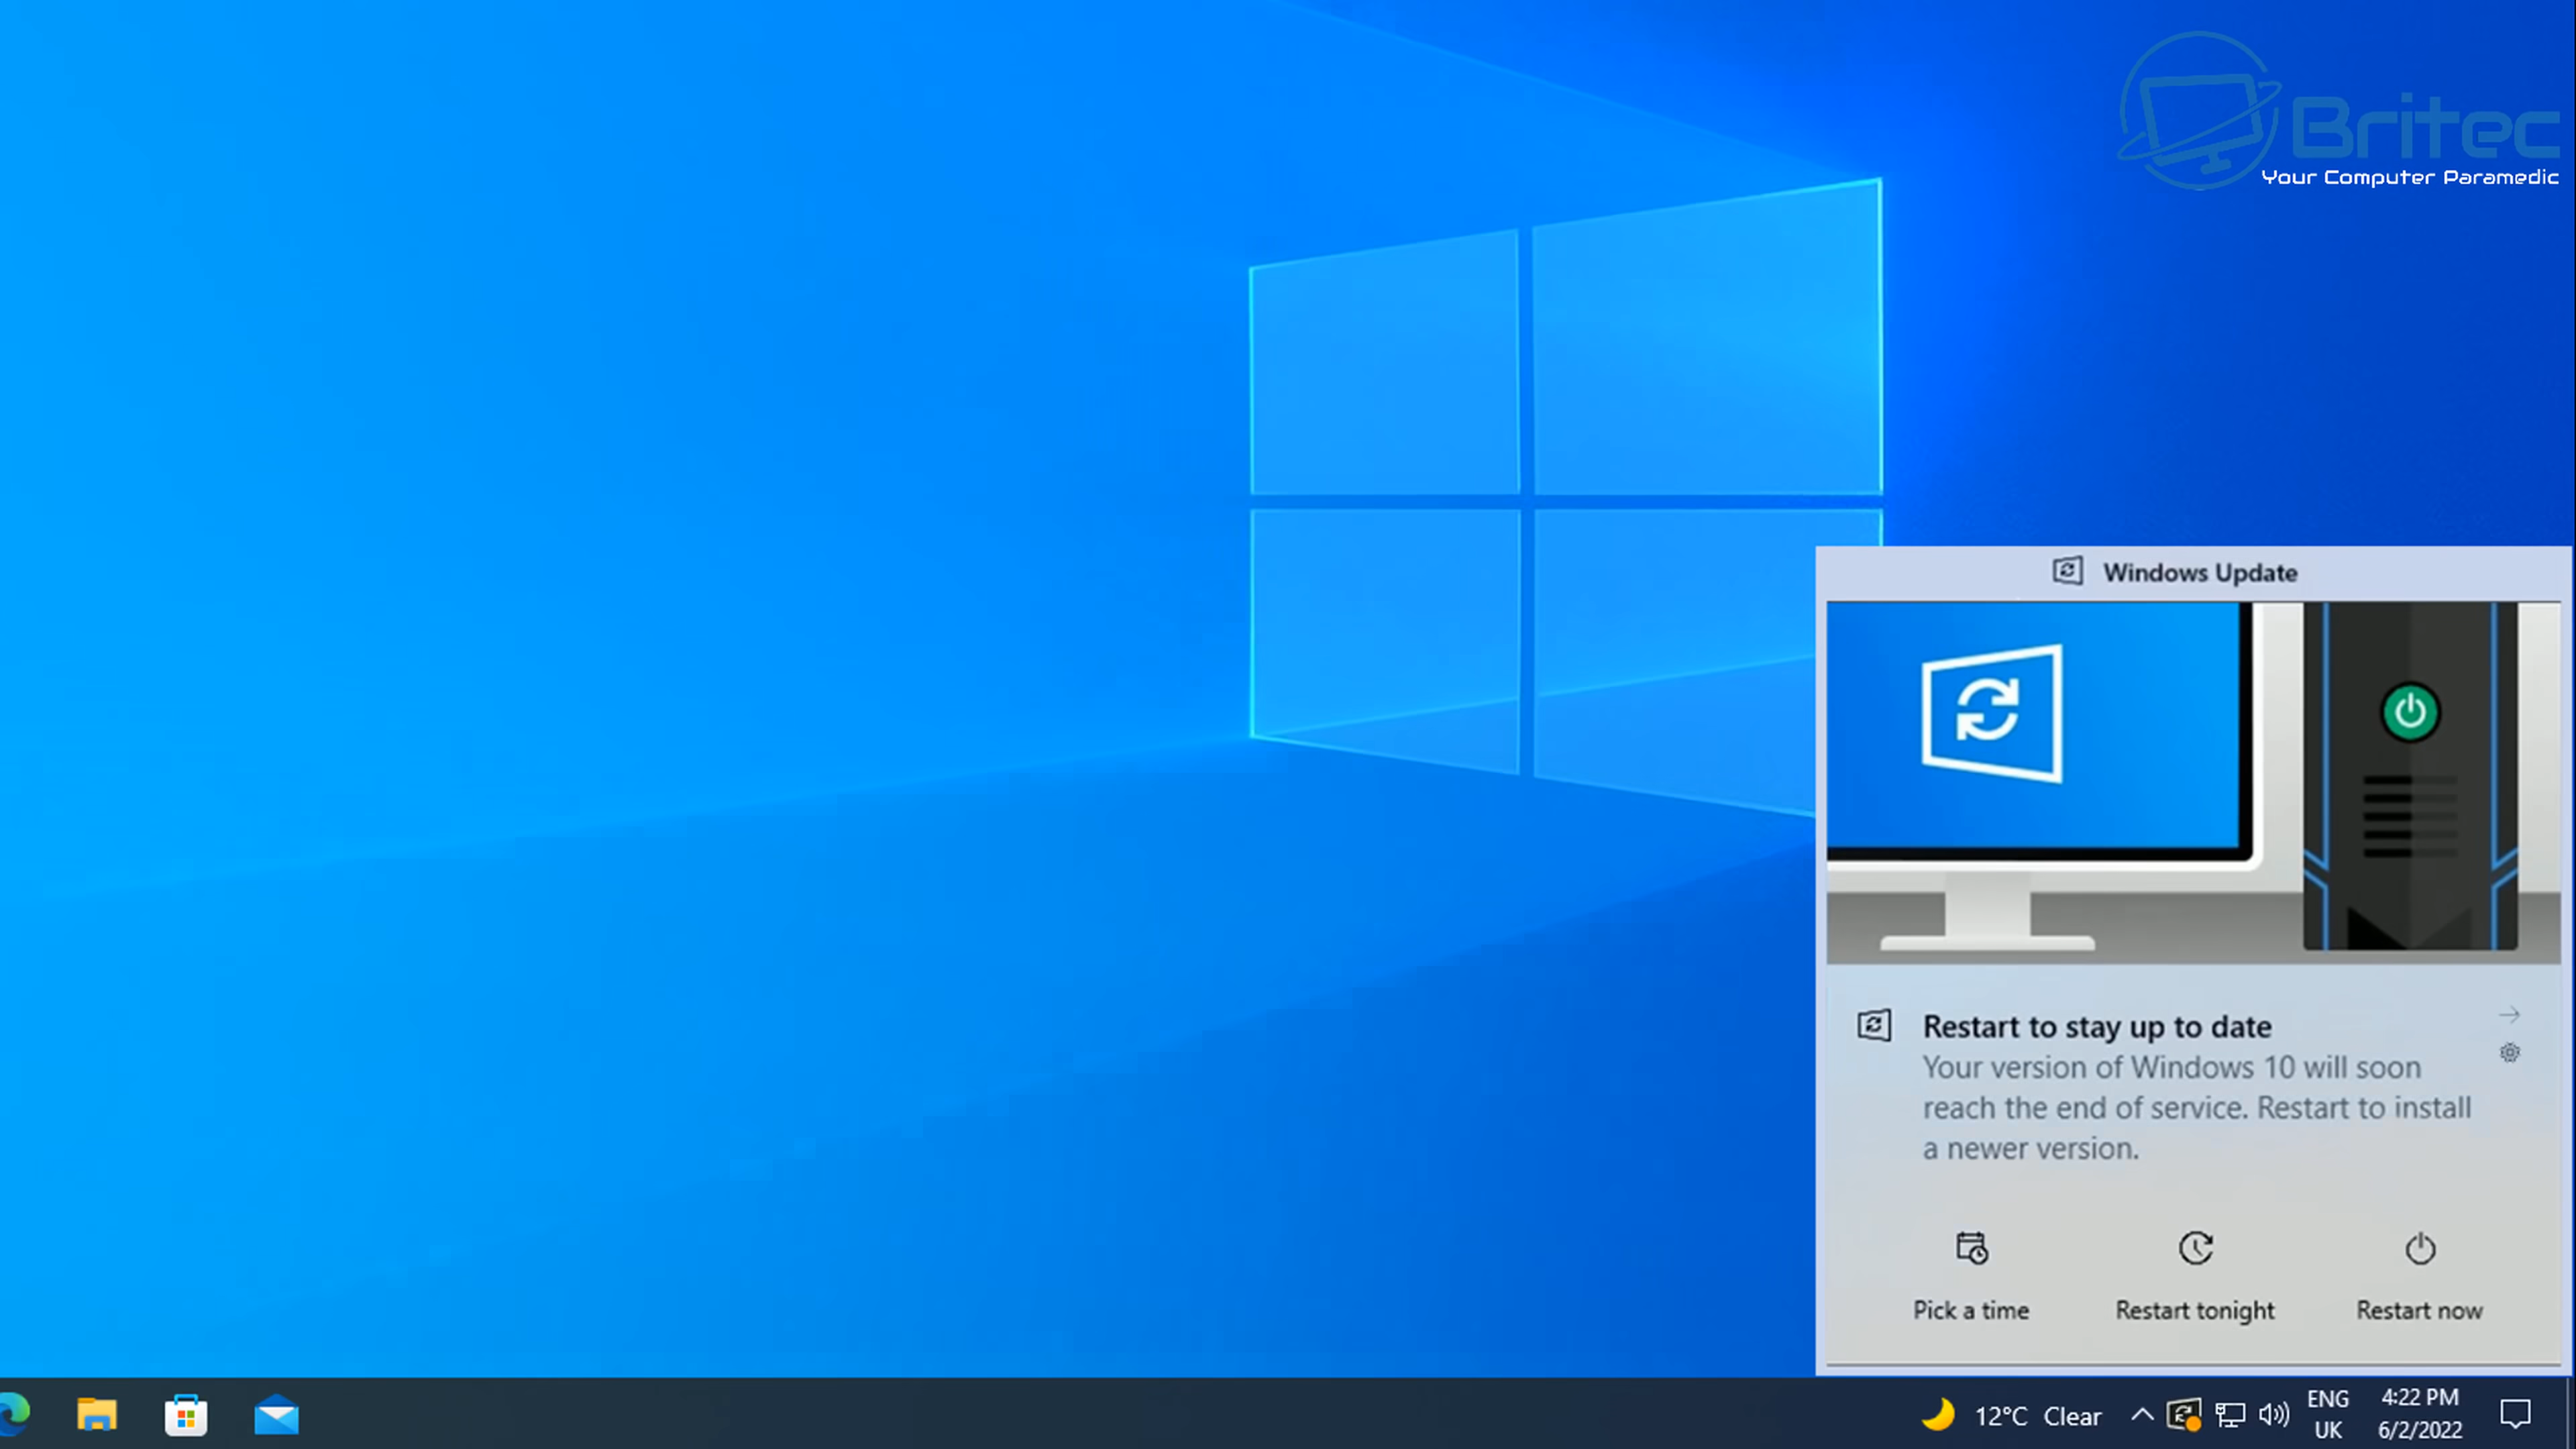 Britec
Your Computer Paramedic
Windows Update
Restart to stay up to date
Your version of Windows 10 will soon
reach the end of service. Restart to install
a newer version.
Pick a time
Restart tonight
Restart now
12°C Clear
ENG
UK
4:22 PM
6/2/2022